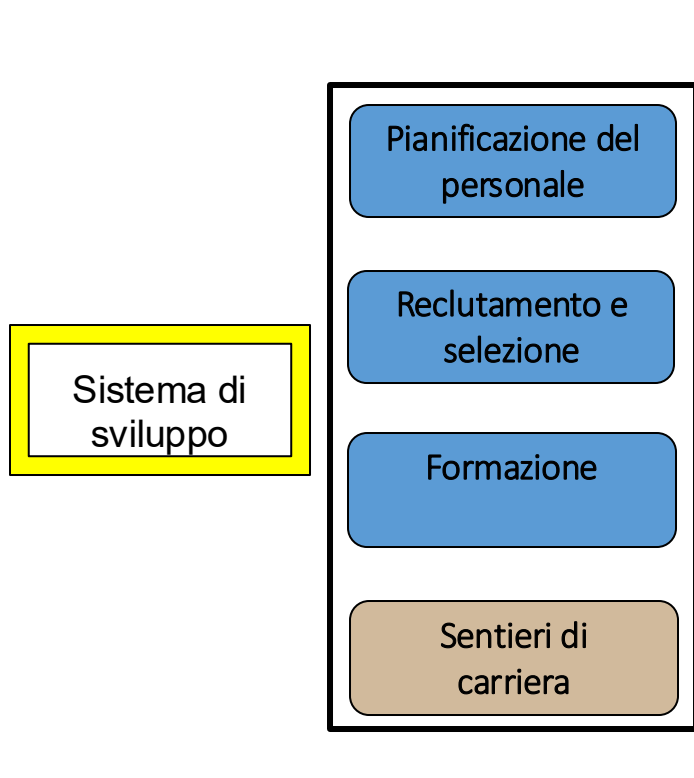 Pianificazione del
personale
Reclutamento e
selezione
Sistema di
sviluppo
Formazione
Sentieri di
carriera